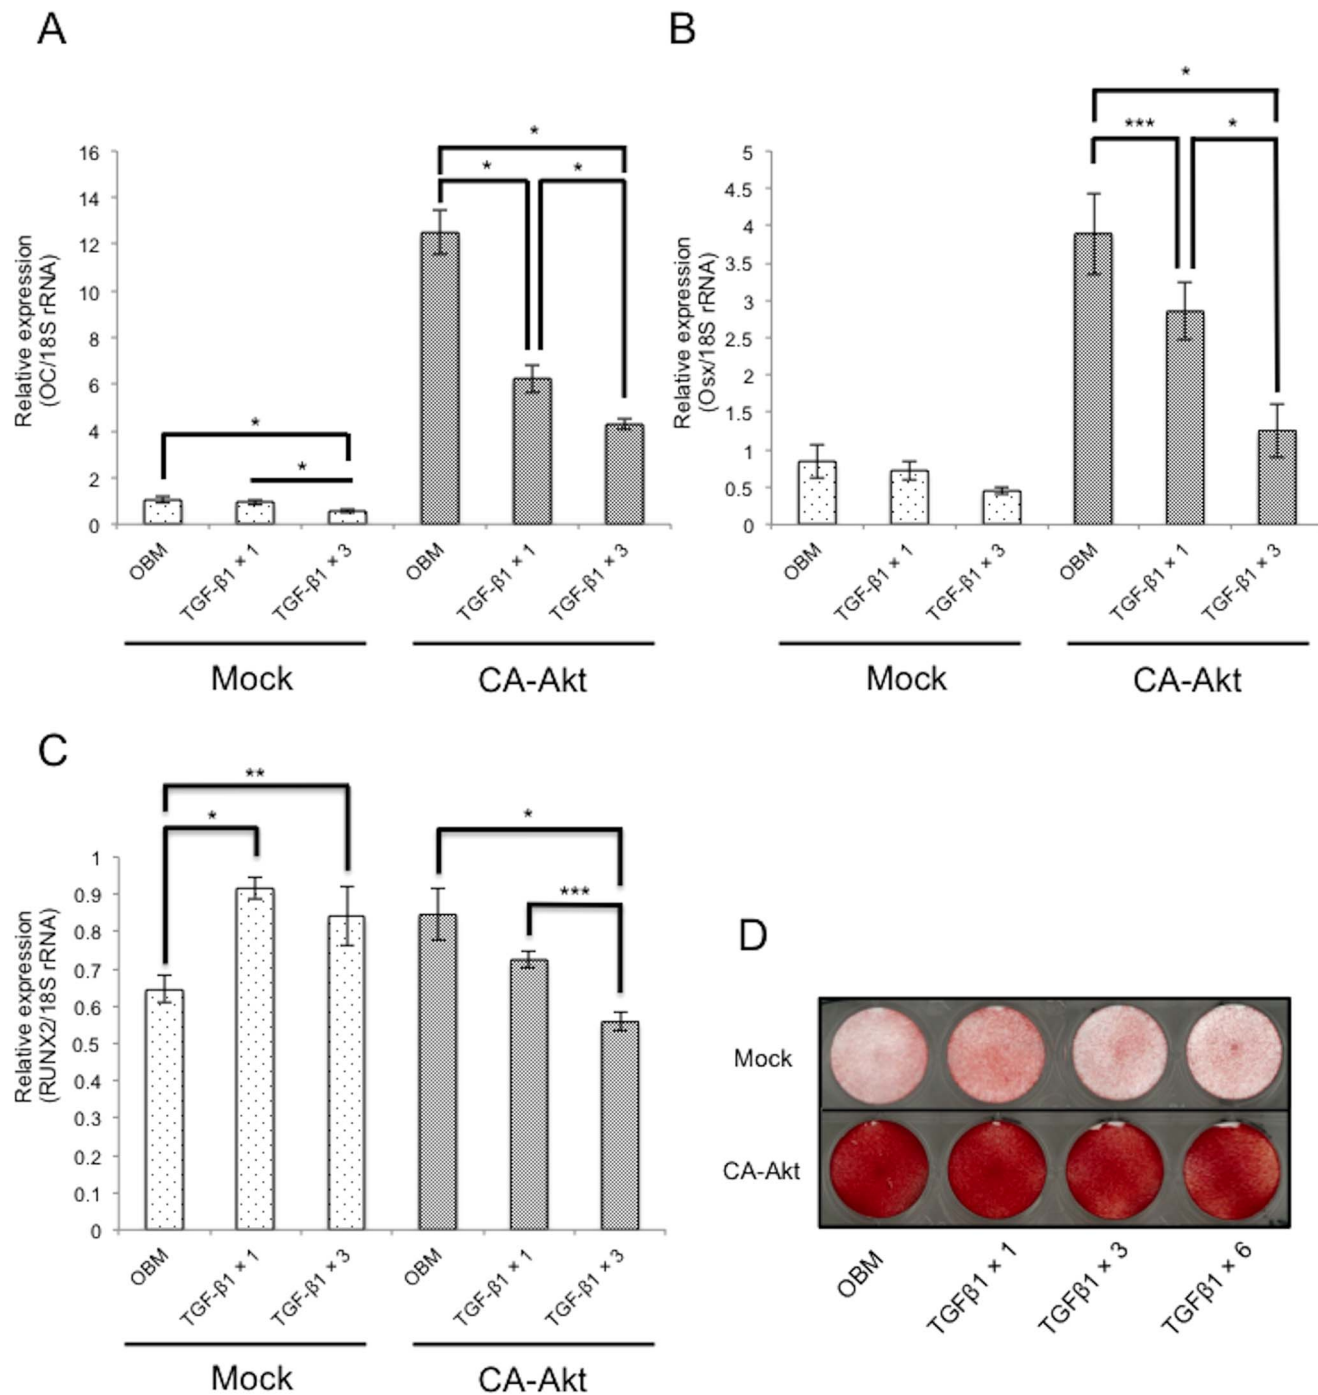 A
Relative expression
(OC/18S rRNA)
16
14
12
10
8
6
4
2
0
*
*
*
*
*
OBM
TGF-β1 × 1
TGF-β1 × 3
OBM
TGF-β1 × 1
TGF-β1 × 3
Mock
CA-Akt
B
Relative expression
(Osx/18S rRNA)
5
4.5
4
3.5
3
2.5
2
1.5
1
0.5
0
*
***
*
OBM
TGF-β1 × 1
TGF-β1 × 3
OBM
TGF-β1 × 1
TGF-β1 × 3
Mock
CA-Akt
C
Relative expression
(RUNX2/18S rRNA)
1
0.9
0.8
0.7
0.6
0.5
0.4
0.3
0.2
0.1
0
**
*
*
***
OBM
TGF-β1 × 1
TGF-β1 × 3
OBM
TGF-β1 × 1
TGF-β1 × 3
Mock
CA-Akt
D
Mock
CA-Akt
OBM
TGFβ1 × 1
TGFβ1 × 3
TGFβ1 × 6